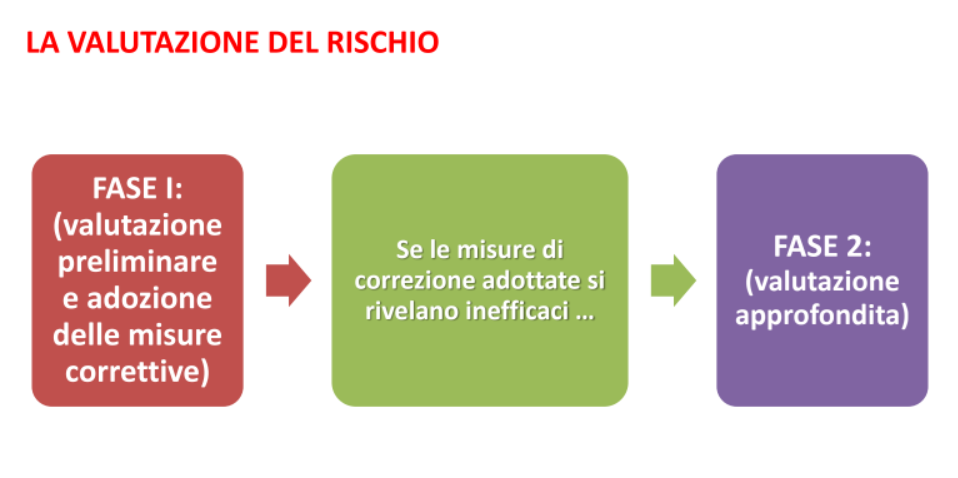 LA VALUTAZIONE DEL RISCHIO
FASE I:
(valutazione
preliminare
e adozione
delle misure
correttive)
Se le misure di
correzione adottate si
rivelano inefficaci ...
FASE 2:
(valutazione
approfondita)